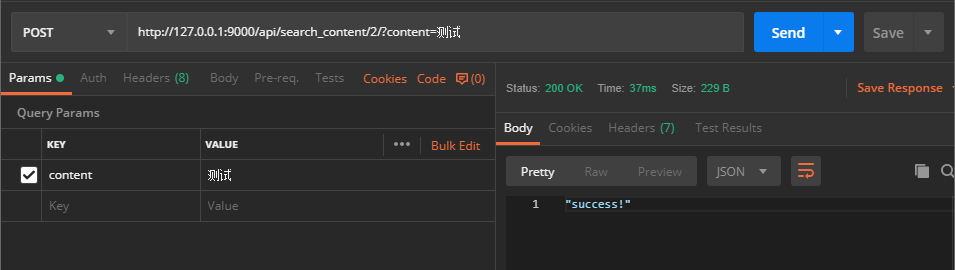 POST http://127.0.0.1:9000/api/search_content/2/?content=测试 Send Save
Params Auth Headers (8) Body Pre-req. Tests Cookies Code (0)
Status: 200 OK Time: 37ms Size: 229 B Save Response
Query Params
Body Cookies Headers (7) Test Results
KEY VALUE ••• Bulk Edit
Pretty Raw Preview JSON
content 测试
Key Value
1 "success!"